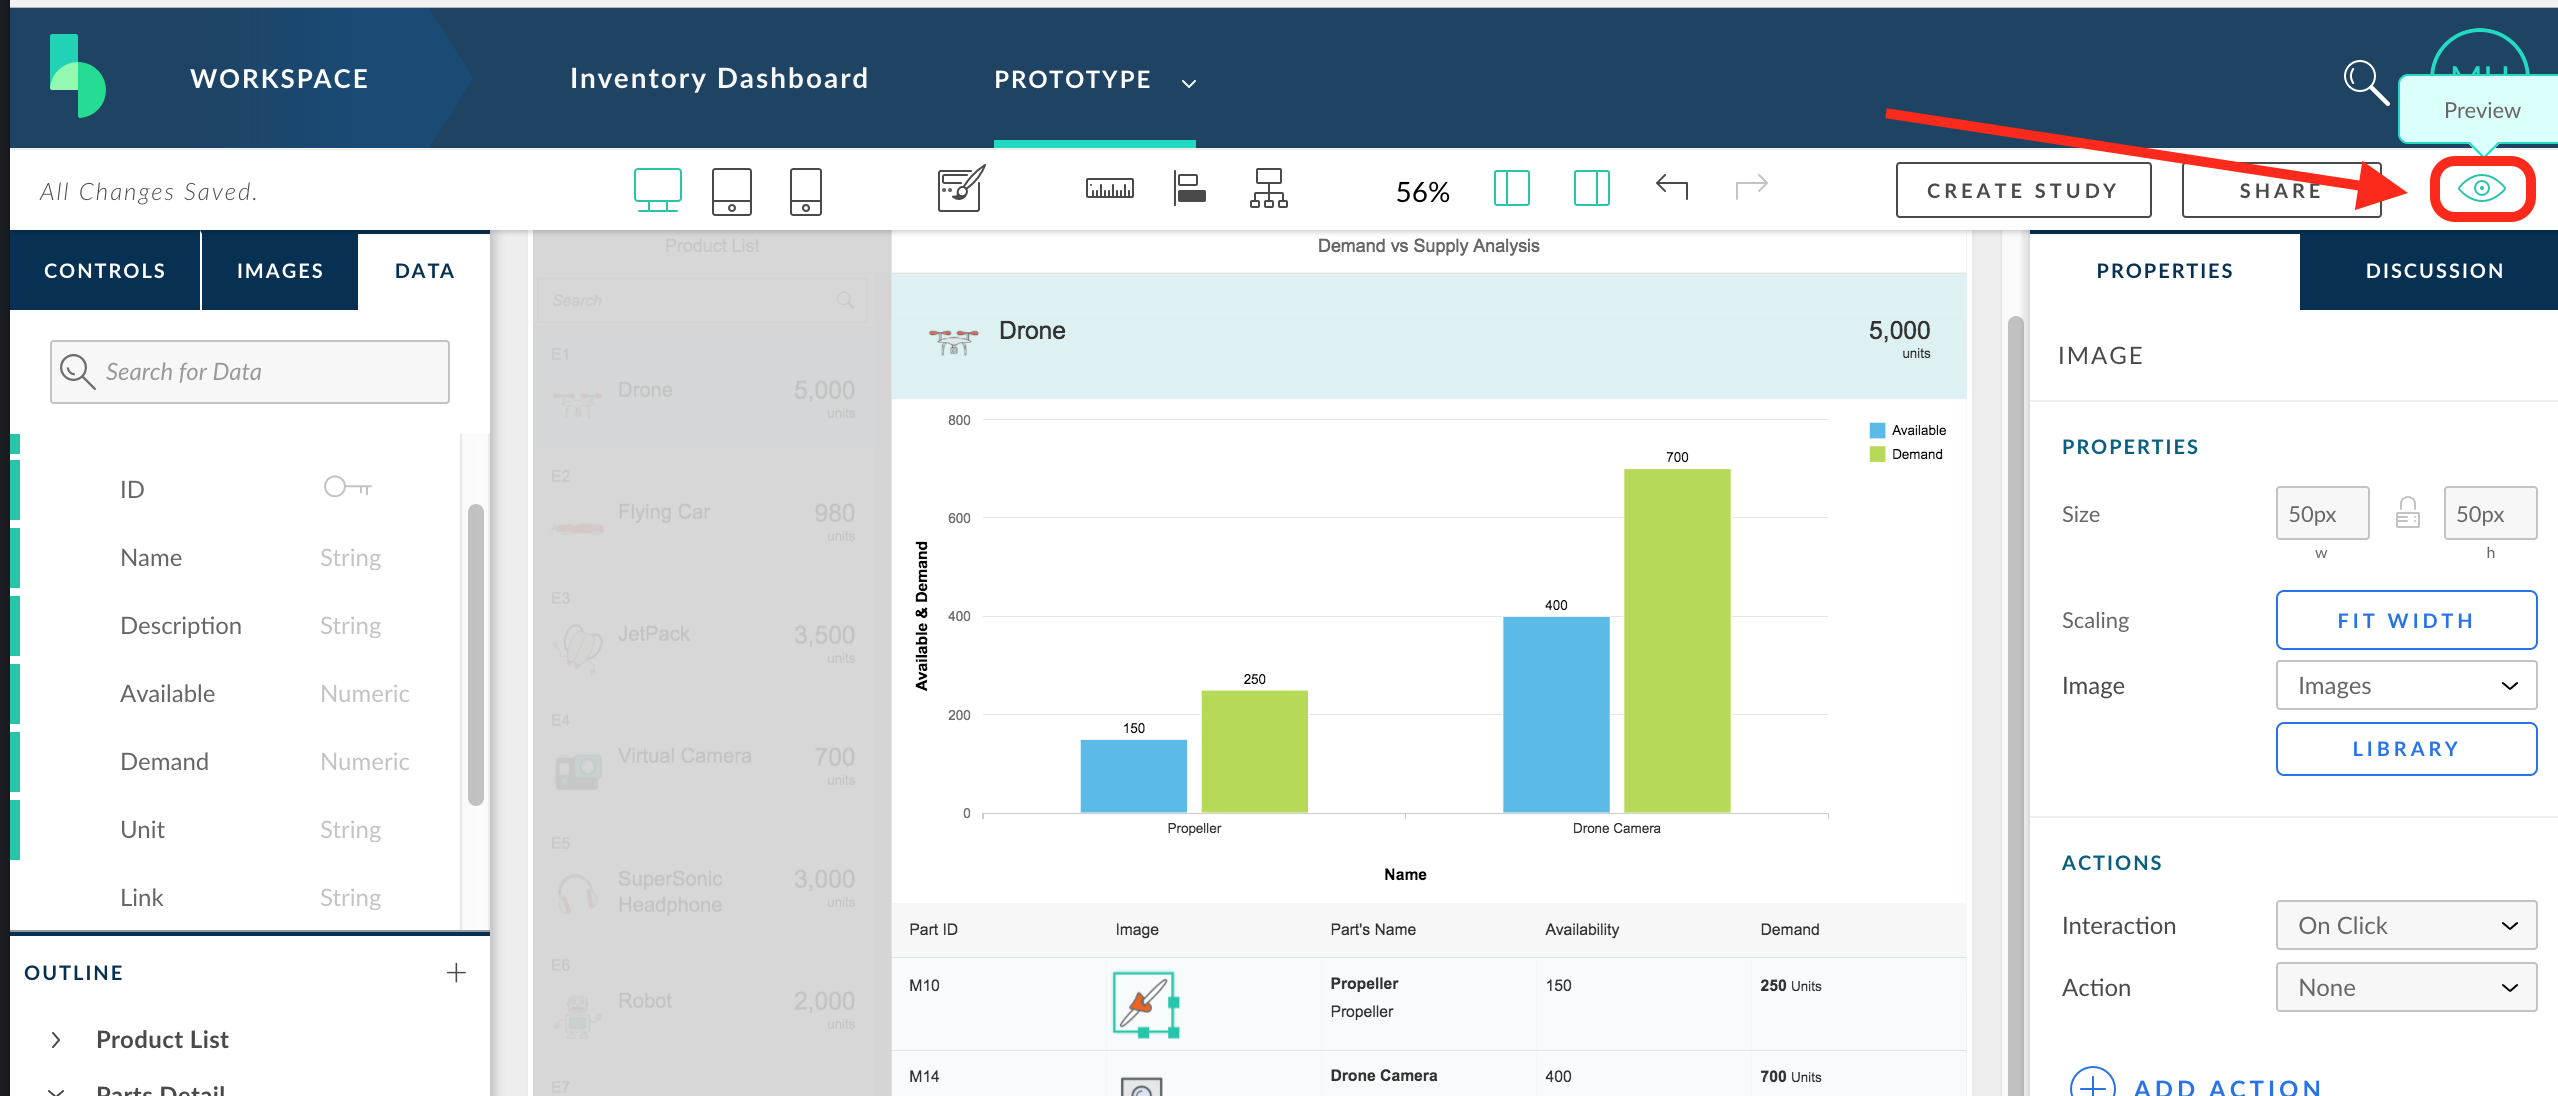 WORKSPACE
Inventory Dashboard
PROTOTYPE
Preview
All Changes Saved.
56%
CREATE STUDY
SHARE
CONTROLS
IMAGES
DATA
Search for Data
ID
Name String
Description String
Available Numeric
Demand Numeric
Unit String
Link String
OUTLINE
Product List
Parts Detail
Product List
Search
E1
Drone 5,000
units
E2
Flying Car 980
units
E3
JetPack 3,500
units
E4
Virtual Camera 700
units
E5
SuperSonic 3,000
Headphone units
E6
Robot 2,000
units
E7
Demand vs Supply Analysis
Drone 5,000
units
800
600
400
200
0
Available & Demand
150
250
400
700
Propeller
Drone Camera
Name
Available
Demand
Part ID Image Part's Name Availability Demand
M10 Propeller 150 250 Units
Propeller
M14 Drone Camera 400 700 Units
PROPERTIES
DISCUSSION
IMAGE
PROPERTIES
Size 50px 50px
w h
Scaling FIT WIDTH
Image Images
LIBRARY
ACTIONS
Interaction On Click
Action None
ADD ACTION